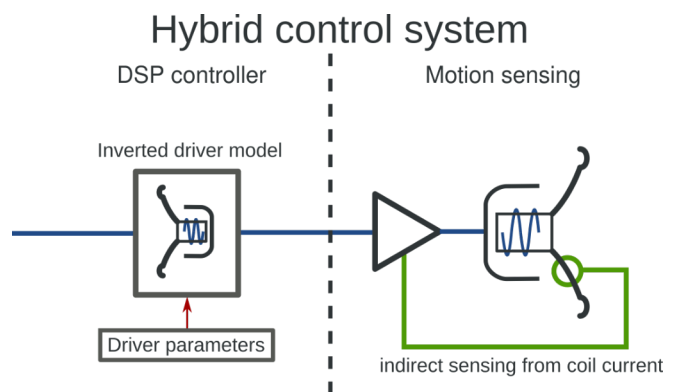 Hybrid control system
DSP controller
Motion sensing
Inverted driver model
Driver parameters
indirect sensing from coil current